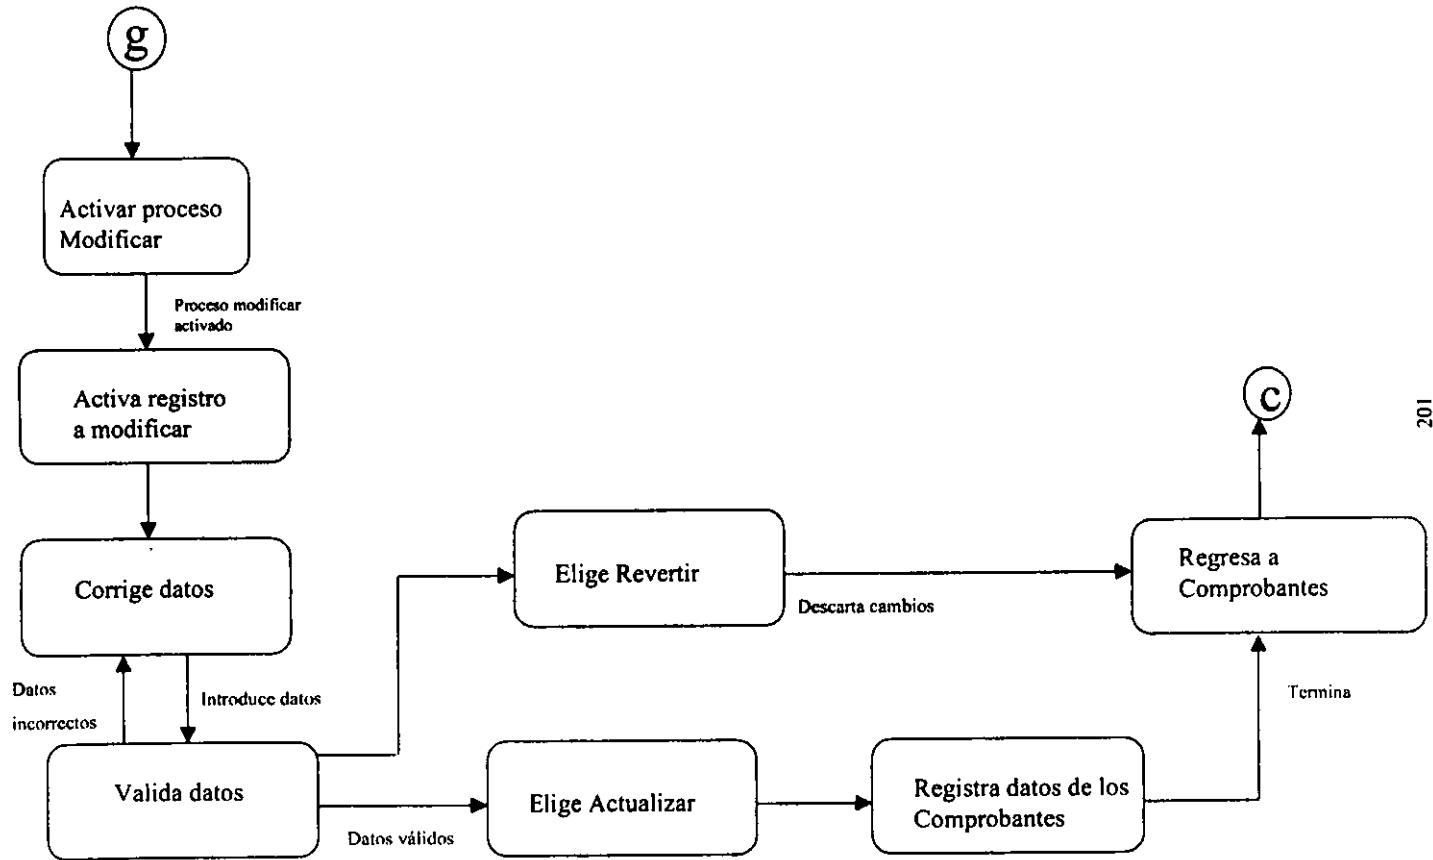 g
Activar proceso
Modificar
Proceso modificar
activado
Activa registro
a modificar
c
201
Corrige datos
Elige Revertir
Descarta cambios
Regresa a
Comprobantes
Datos
incorrectos
Introduce datos
Termina
Valida datos
Datos válidos
Elige Actualizar
Registra datos de los
Comprobantes